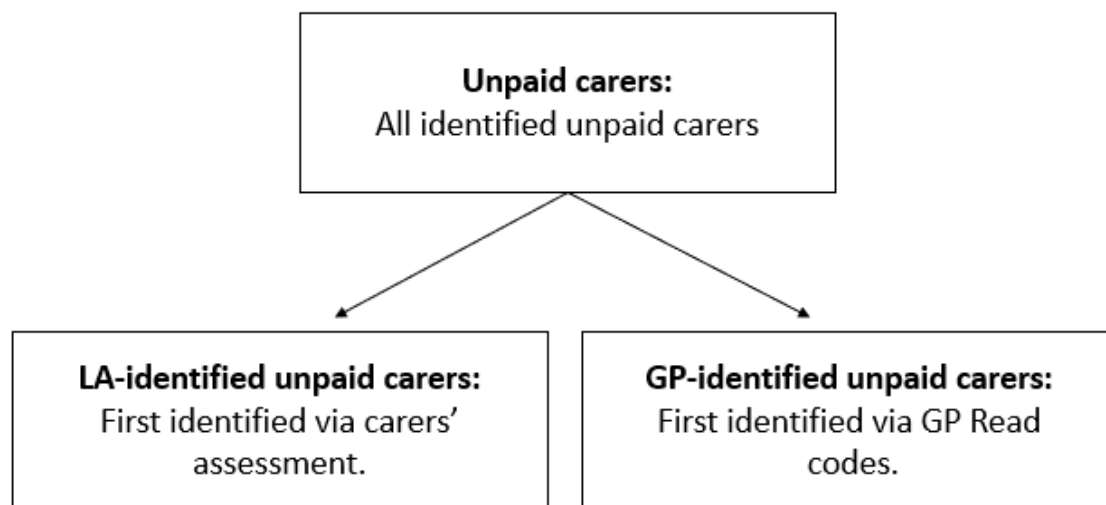 Unpaid carers:
All identified unpaid carers
LA-identified unpaid carers:
First identified via carers’
assessment.
GP-identified unpaid carers:
First identified via GP Read
codes.